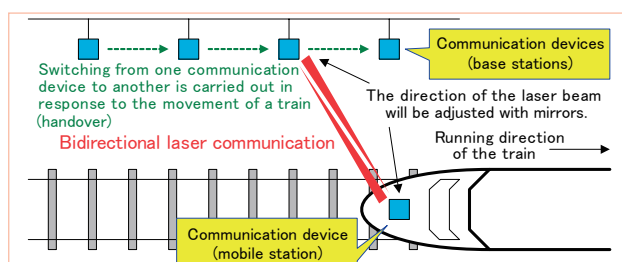 Communication devices
(base stations)
Switching from one communication
device to another is carried out in
response to the movement of a train
(handover)
The direction of the laser beam
will be adjusted with mirrors.
Bidirectional laser communication
Running direction
of the train
Communication device
(mobile station)